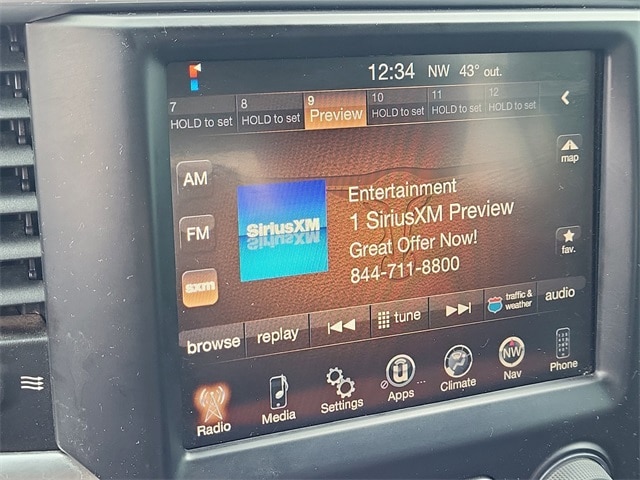 12:34 NW 43° out.
7 8 9 10 11 12
HOLD to set HOLD to set Preview HOLD to set HOLD to set HOLD to set
map
AM
Entertainment
SiriusXM
1 SiriusXM Preview
FM
Great Offer Now!
fav.
844-711-8800
sxm
browse replay tune traffic & weather audio
Radio Media Settings Apps ... Climate NW Nav Phone